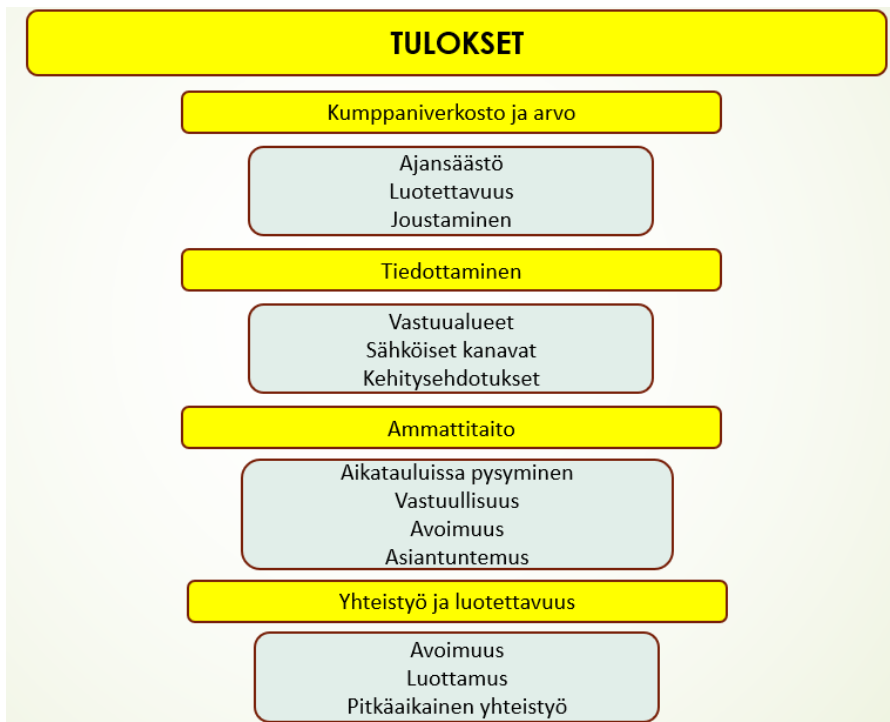 TULOKSET
Kumppaniverkosto ja arvo
Ajansäästö
Luotettavuus
Joustaminen
Tiedottaminen
Vastuualueet
Sähköiset kanavat
Kehitysehdotukset
Ammattitaito
Aikatauluissa pysyminen
Vastuullisuus
Avoimuus
Asiantuntemus
Yhteistyö ja luotettavuus
Avoimuus
Luottamus
Pitkäaikainen yhteistyö